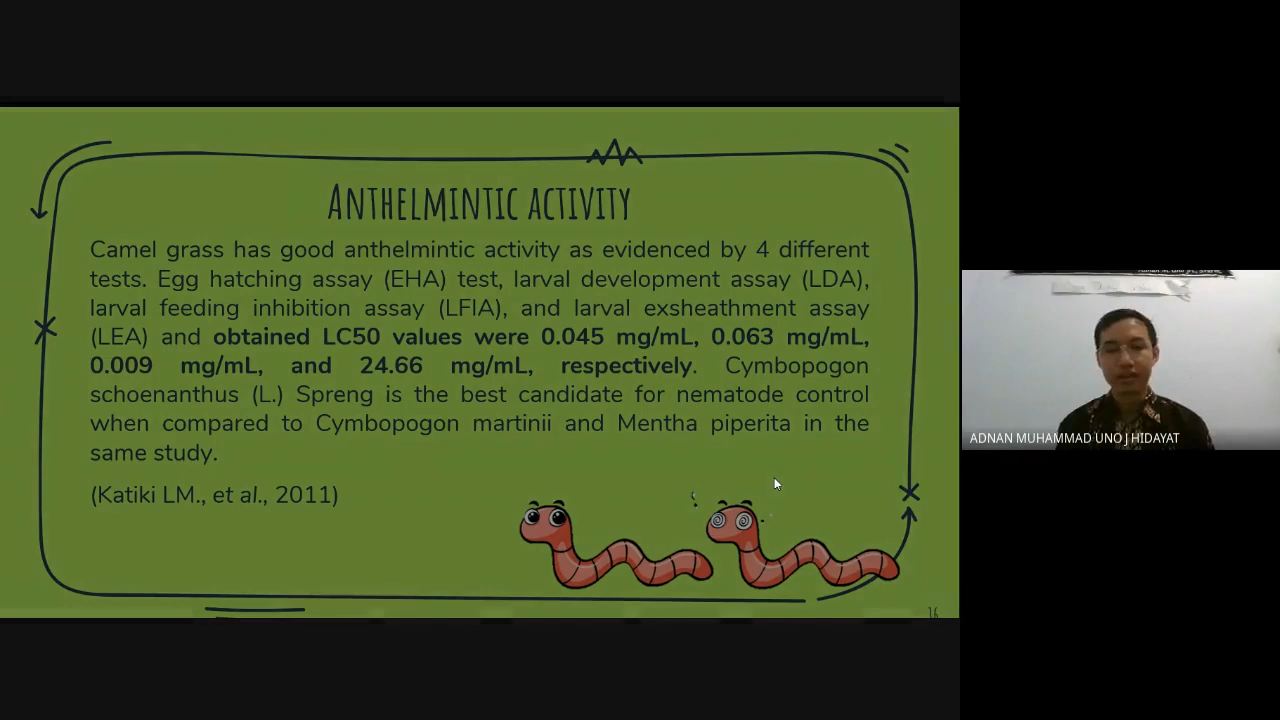 ANTHELMINTIC ACTIVITY
Camel grass has good anthelmintic activity as evidenced by 4 different
tests. Egg hatching assay (EHA) test, larval development assay (LDA),
larval feeding inhibition assay (LFIA), and larval exsheathment assay
(LEA) and obtained LC50 values were 0.045 mg/mL, 0.063 mg/mL,
0.009 mg/mL, and 24.66 mg/mL, respectively. Cymbopogon
schoenanthus (L.) Spreng is the best candidate for nematode control
when compared to Cymbopogon martinii and Mentha piperita in the
same study.
(Katiki LM., et al., 2011)
16
ADNAN MUHAMMAD UNO J HIDAYAT